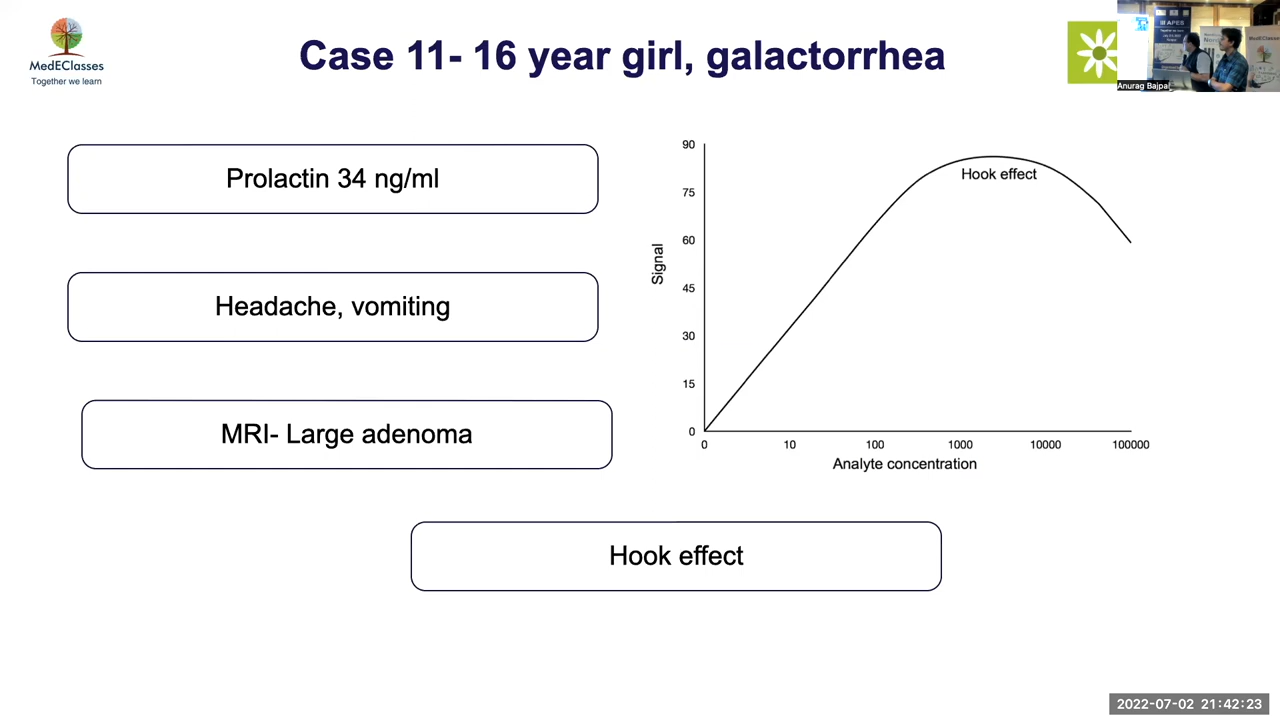 MedEClasses
Together we learn
Case 11- 16 year girl, galactorrhea
III APES
Anurag Bajpai
Prolactin 34 ng/ml
Headache, vomiting
MRI- Large adenoma
90
75
60
45
30
15
0
Signal
Hook effect
0 10 100 1000 10000 100000
Analyte concentration
Hook effect
2022-07-02 21:42:23